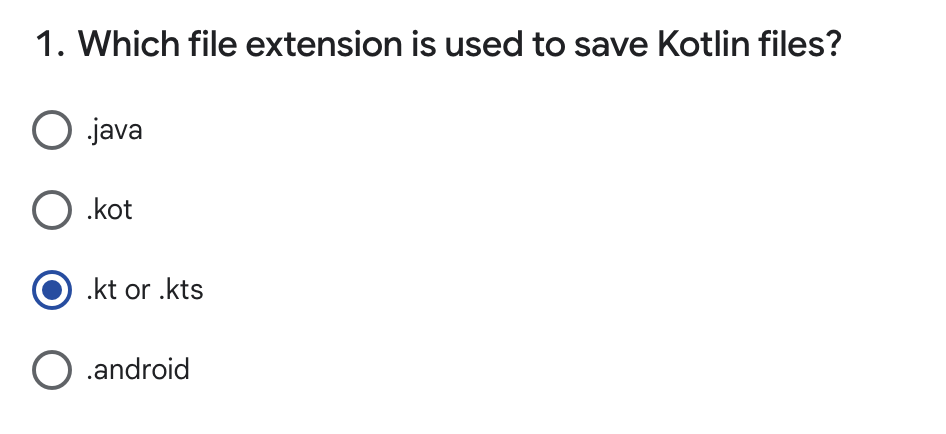 1. Which file extension is used to save Kotlin files?
.java
.kot
.kt or .kts
.android